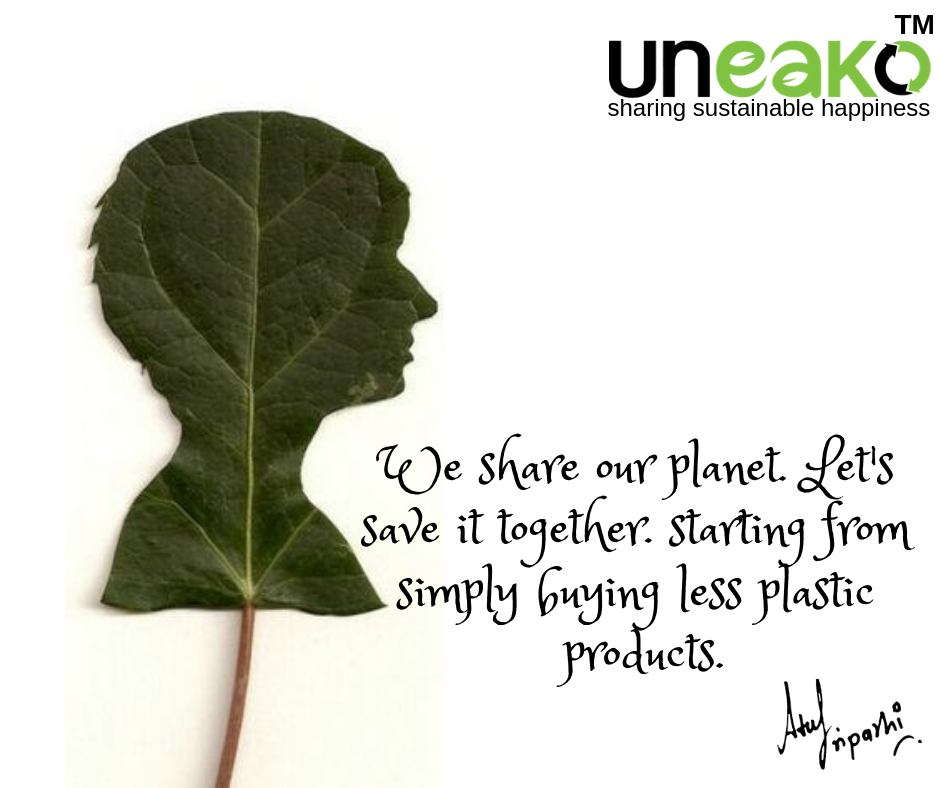 TM
uneako
sharing sustainable happiness
We share our planet. Let's
save it together. starting from
simply buying less plastic
products.
Atul